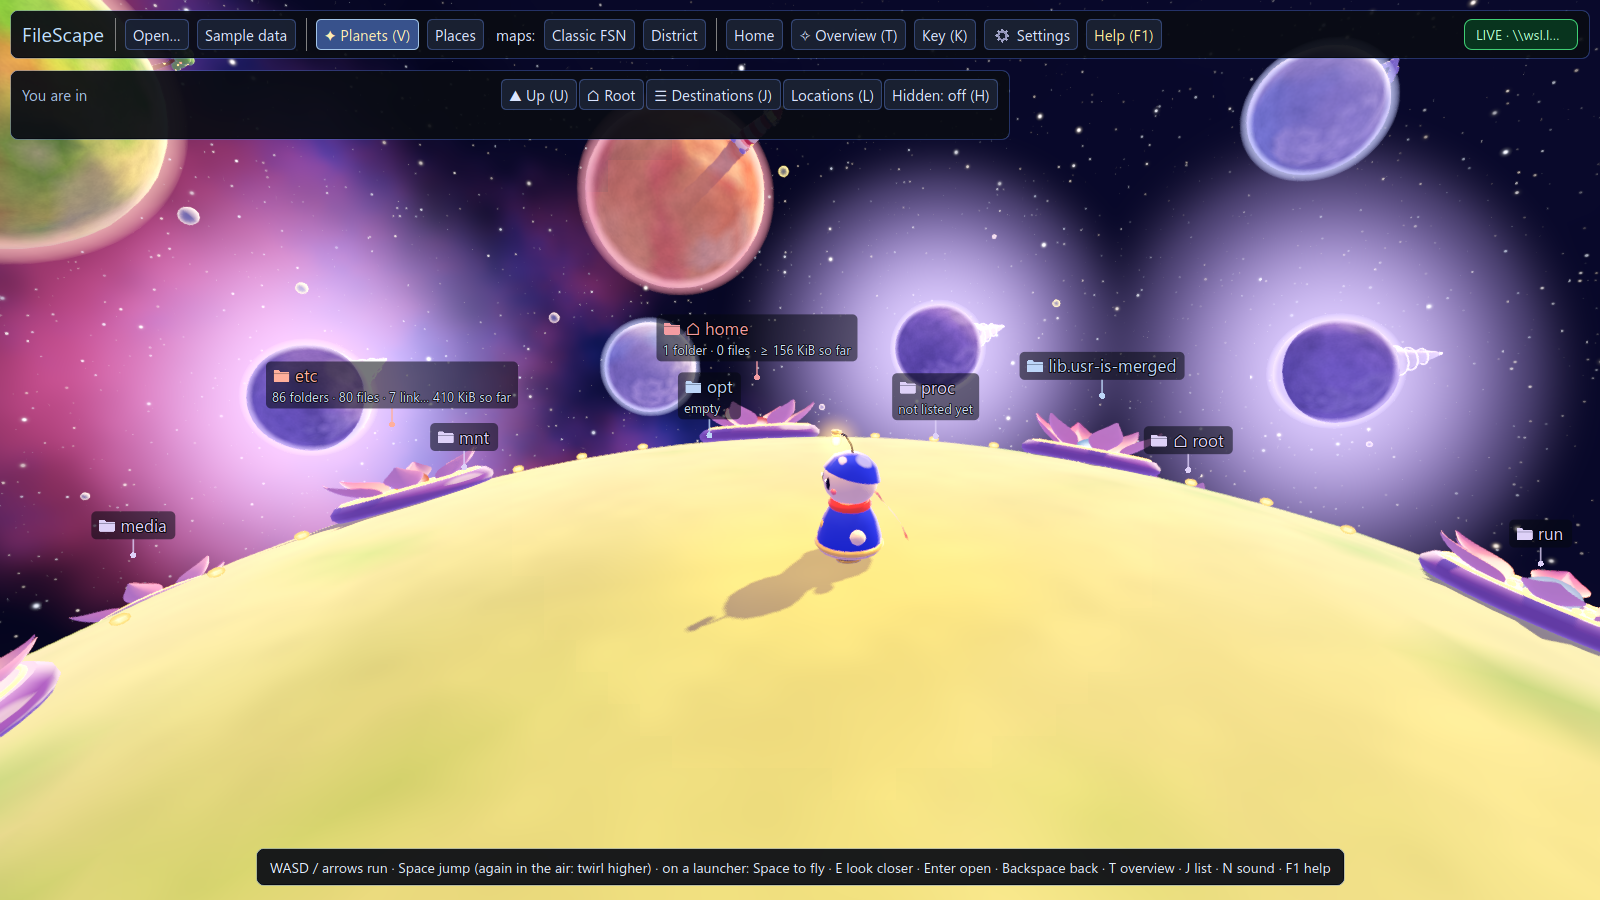 FileScape
Open...
Sample data
✦ Planets (V)
Places
maps:
Classic FSN
District
Home
✧ Overview (T)
Key (K)
Settings
Help (F1)
LIVE · \\wsl.l...
You are in
▲ Up (U)
Root
☰ Destinations (J)
Locations (L)
Hidden: off (H)
home
1 folder · 0 files · ≥ 156 KiB so far
etc
86 folders · 80 files · 7 link... 410 KiB so far
opt
empty
proc
not listed yet
lib.usr-is-merged
mnt
root
media
run
WASD / arrows run · Space jump (again in the air: twirl higher) · on a launcher: Space to fly · E look closer · Enter open · Backspace back · T overview · J list · N sound · F1 help